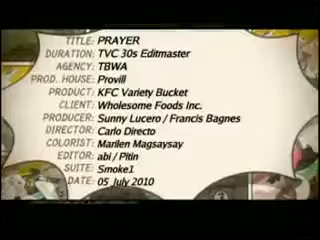 TITLE: PRAYER
DURATION: TVC 30s Editmaster
AGENCY: TBWA
PROD. HOUSE: Provill
PRODUCT: KFC Variety Bucket
CLIENT: Wholesome Foods Inc.
PRODUCER: Sunny Lucero / Francis Bagnes
DIRECTOR: Carlo Directo
COLORIST: Marilen Magsaysay
EDITOR: abi / Pitin
SUITE: Smoke1
DATE: 05 July 2010